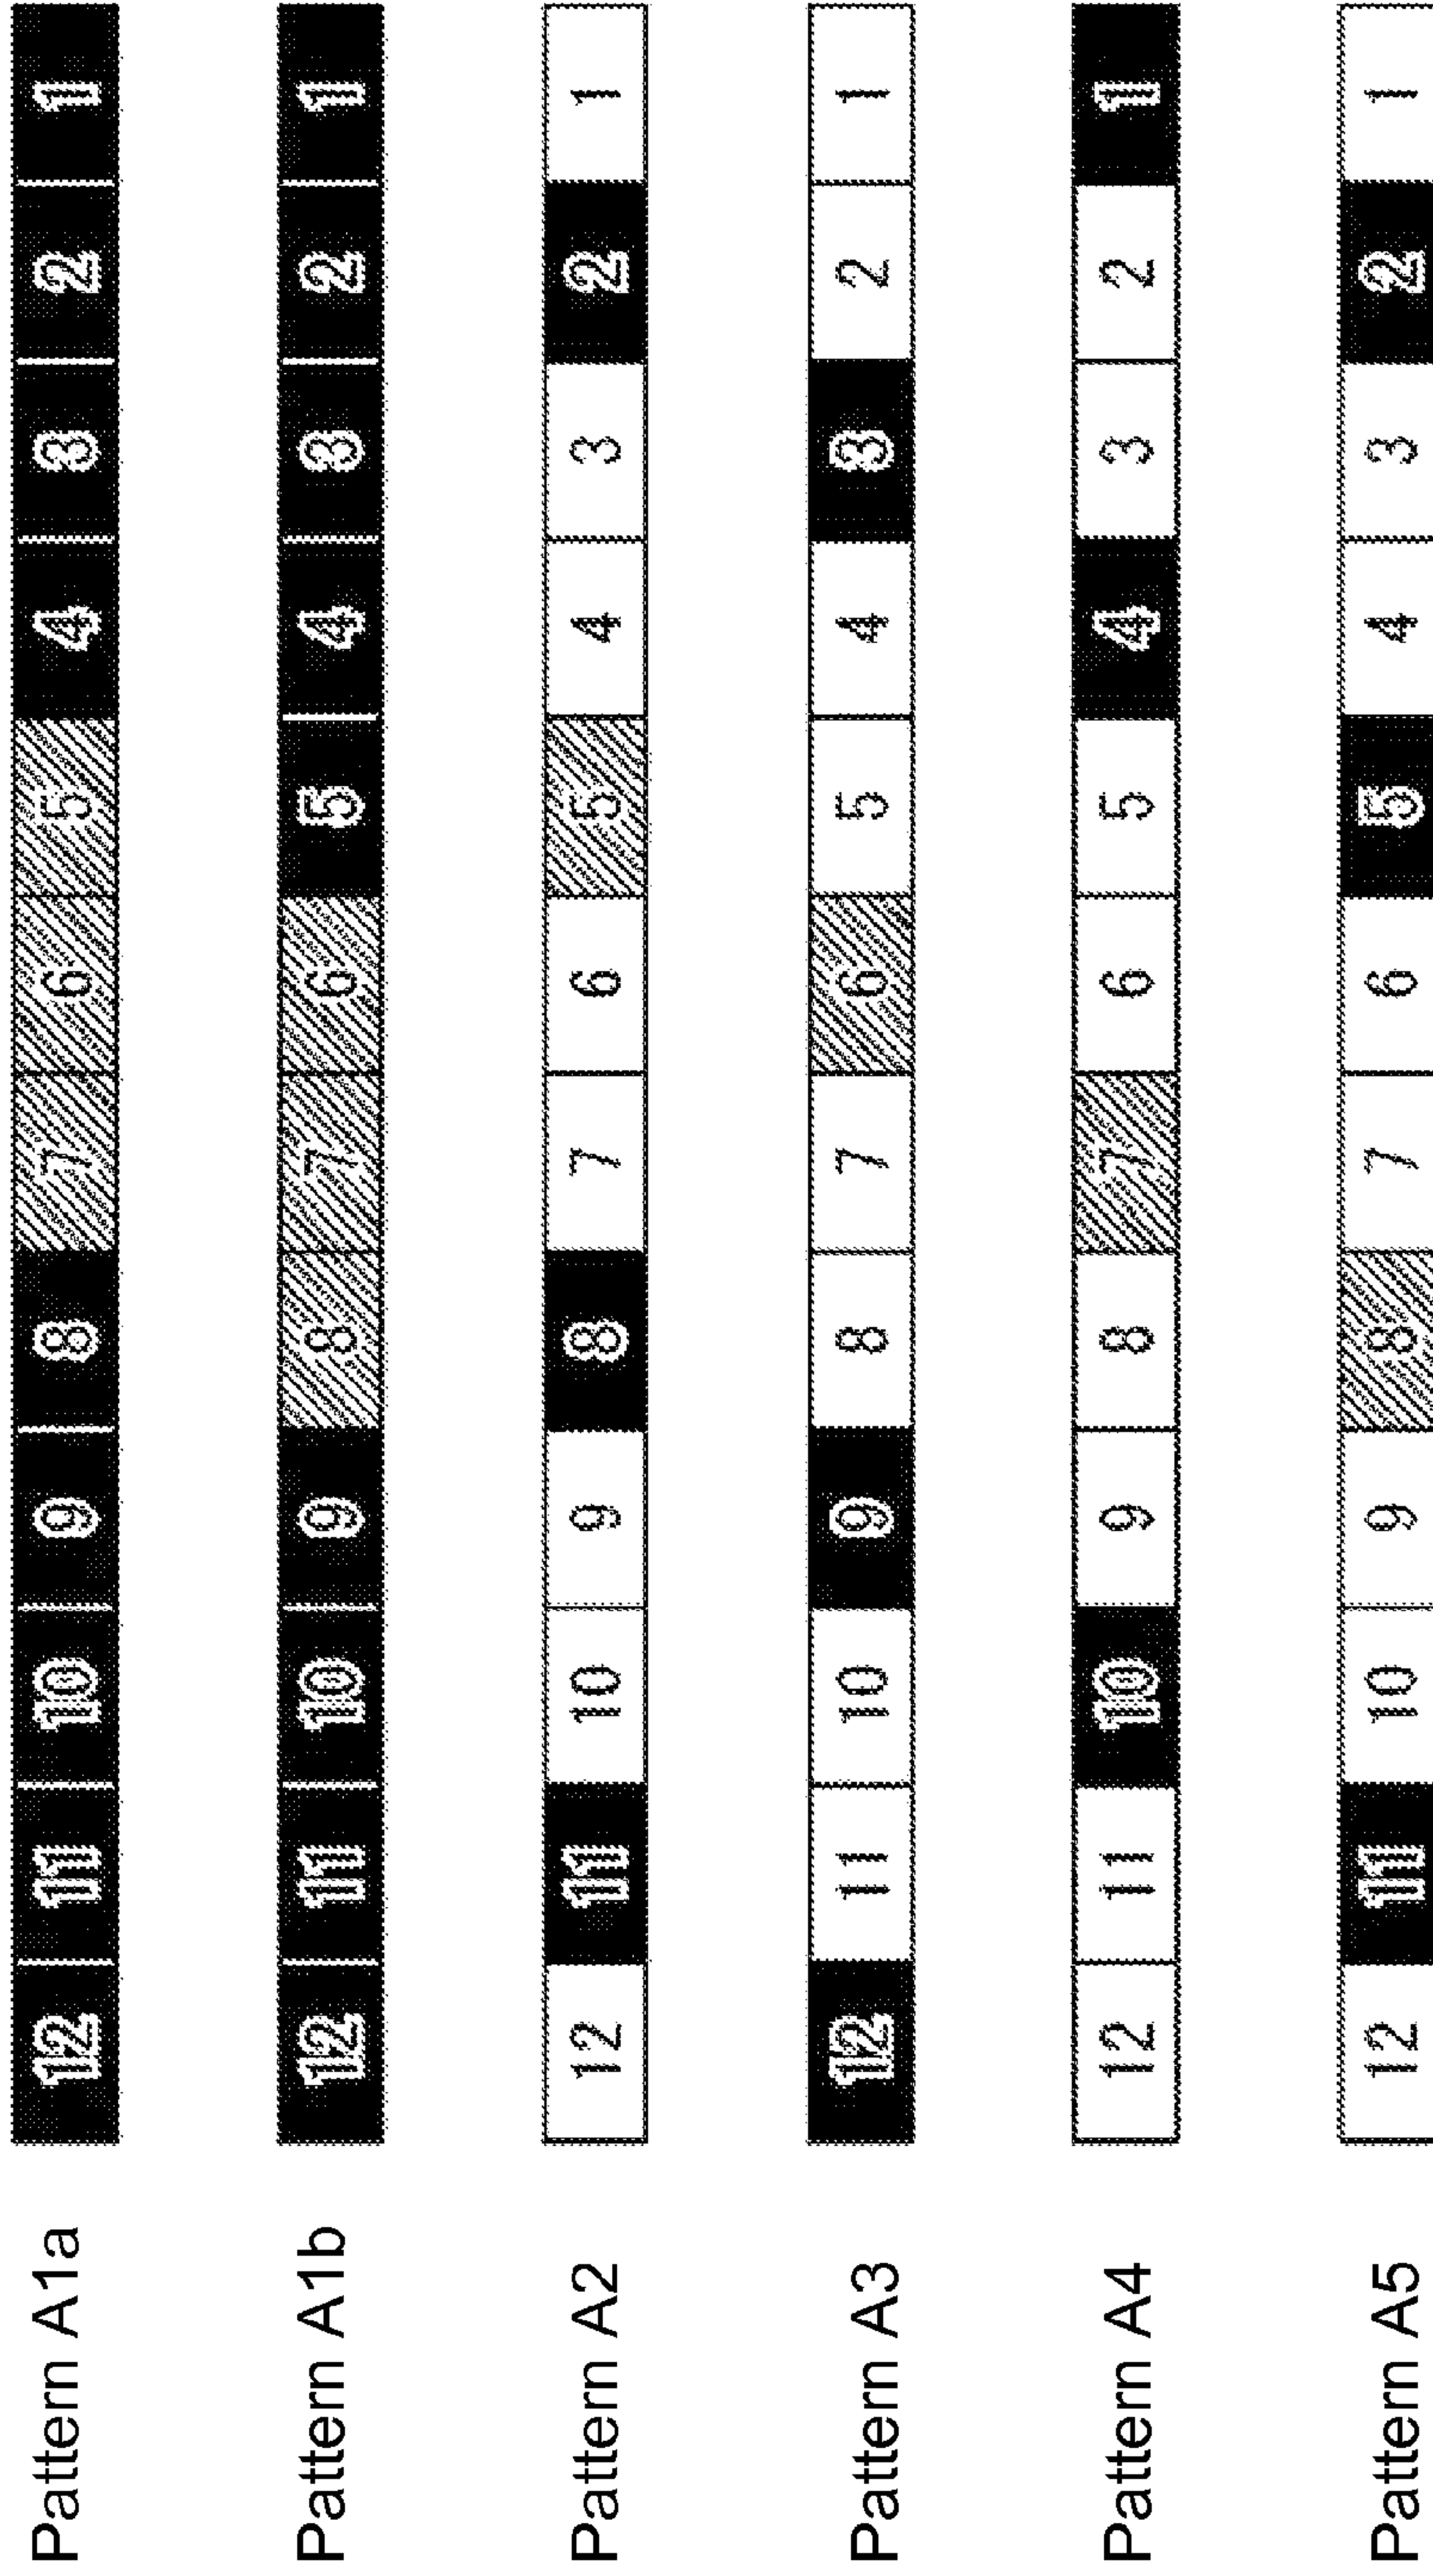 Pattern A1a 12 11 10 9 8 7 6 5 4 3 2 1
Pattern A1b 12 11 10 9 8 7 6 5 4 3 2 1
Pattern A2 12 11 10 9 8 7 6 5 4 3 2 1
Pattern A3 12 11 10 9 8 7 6 5 4 3 2 1
Pattern A4 12 11 10 9 8 7 6 5 4 3 2 1
Pattern A5 12 11 10 9 8 7 6 5 4 3 2 1